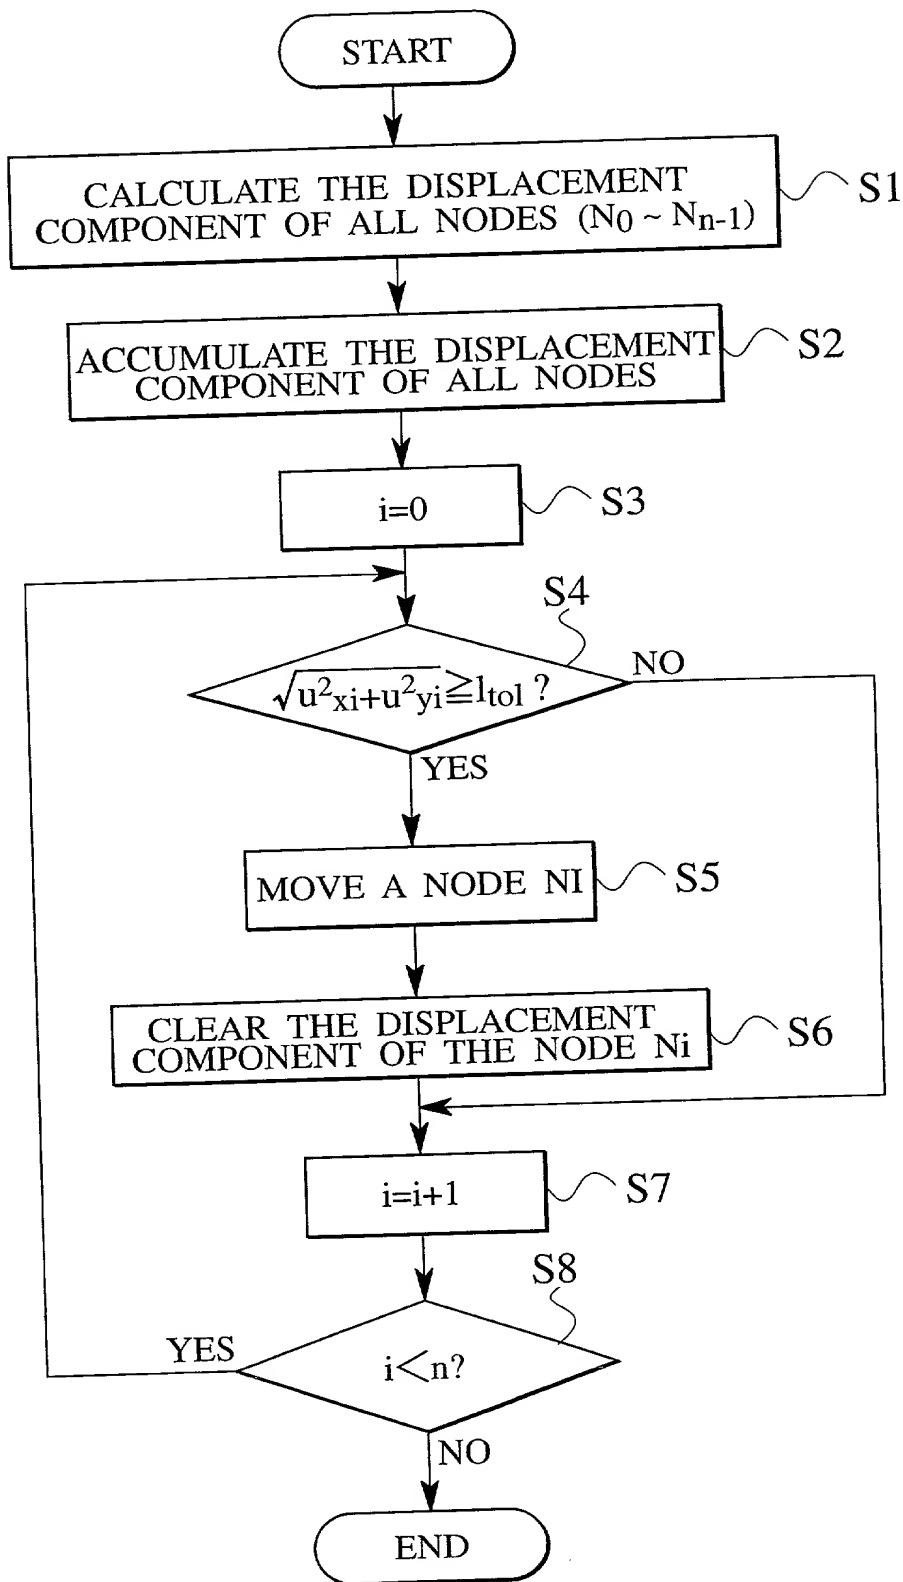 START
CALCULATE THE DISPLACEMENT
COMPONENT OF ALL NODES (N0 ~ Nn-1)
S1
ACCUMULATE THE DISPLACEMENT
COMPONENT OF ALL NODES
S2
i=0
S3
S4
√u²xi+u²yi≧ltol ?
NO
YES
MOVE A NODE NI
S5
CLEAR THE DISPLACEMENT
COMPONENT OF THE NODE Ni
S6
i=i+1
S7
S8
YES
i<n?
NO
END